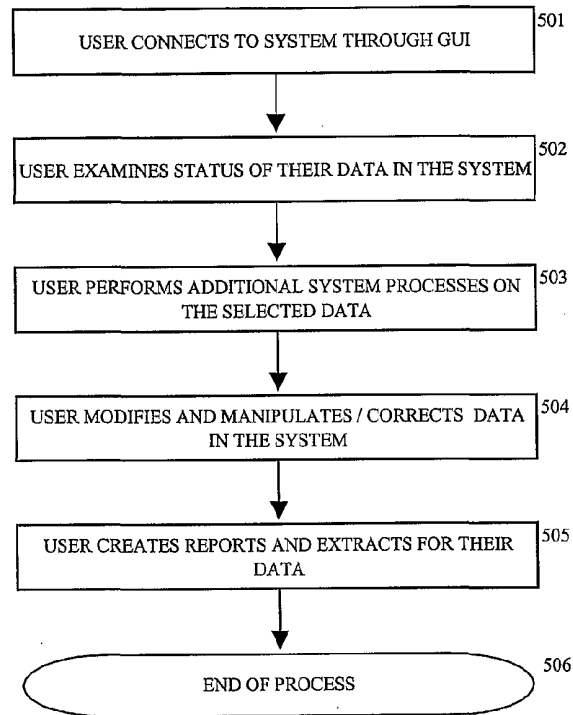 501
USER CONNECTS TO SYSTEM THROUGH GUI
502
USER EXAMINES STATUS OF THEIR DATA IN THE SYSTEM
503
USER PERFORMS ADDITIONAL SYSTEM PROCESSES ON
THE SELECTED DATA
504
USER MODIFIES AND MANIPULATES / CORRECTS DATA
IN THE SYSTEM
505
USER CREATES REPORTS AND EXTRACTS FOR THEIR
DATA
506
END OF PROCESS